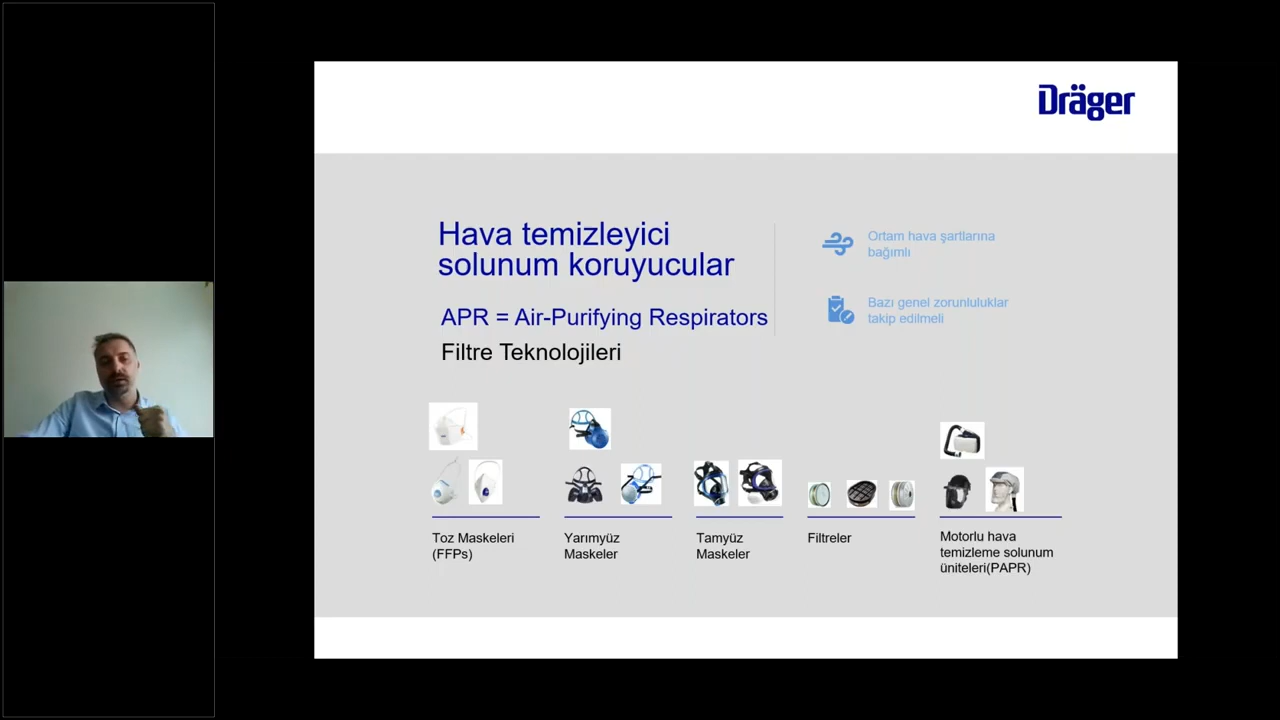 Dräger
Hava temizleyici
solunum koruyucular
APR = Air-Purifying Respirators
Filtre Teknolojileri
Ortam hava şartlarına
bağımlı
Bazı genel zorunluluklar
takip edilmeli
Toz Maskeleri
(FFPs)
Yarımyüz
Maskeler
Tamyüz
Maskeler
Filtreler
Motorlu hava
temizleme solunum
üniteleri(PAPR)